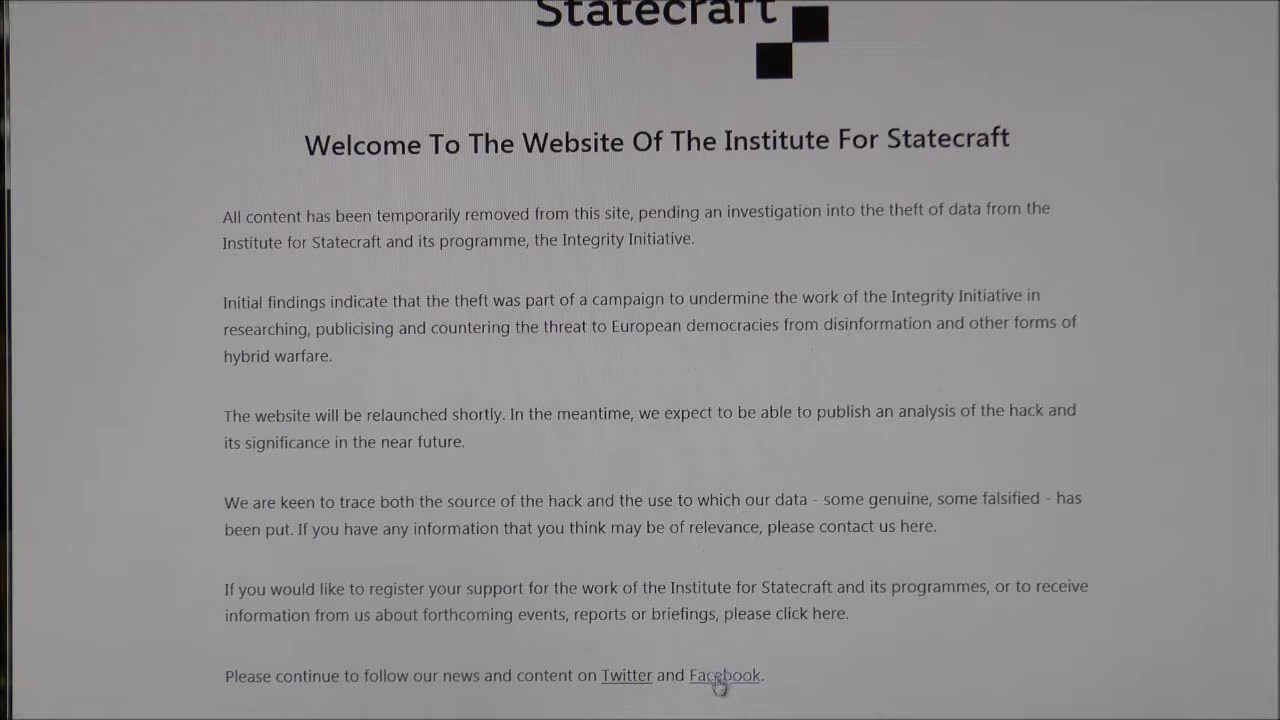 Statecraft
Welcome To The Website Of The Institute For Statecraft
All content has been temporarily removed from this site, pending an investigation into the theft of data from the
Institute for Statecraft and its programme, the Integrity Initiative.
Initial findings indicate that the theft was part of a campaign to undermine the work of the Integrity Initiative in
researching, publicising and countering the threat to European democracies from disinformation and other forms of
hybrid warfare.
The website will be relaunched shortly. In the meantime, we expect to be able to publish an analysis of the hack and
its significance in the near future.
We are keen to trace both the source of the hack and the use to which our data - some genuine, some falsified - has
been put. If you have any information that you think may be of relevance, please contact us here.
If you would like to register your support for the work of the Institute for Statecraft and its programmes, or to receive
information from us about forthcoming events, reports or briefings, please click here.
Please continue to follow our news and content on Twitter and Facebook.